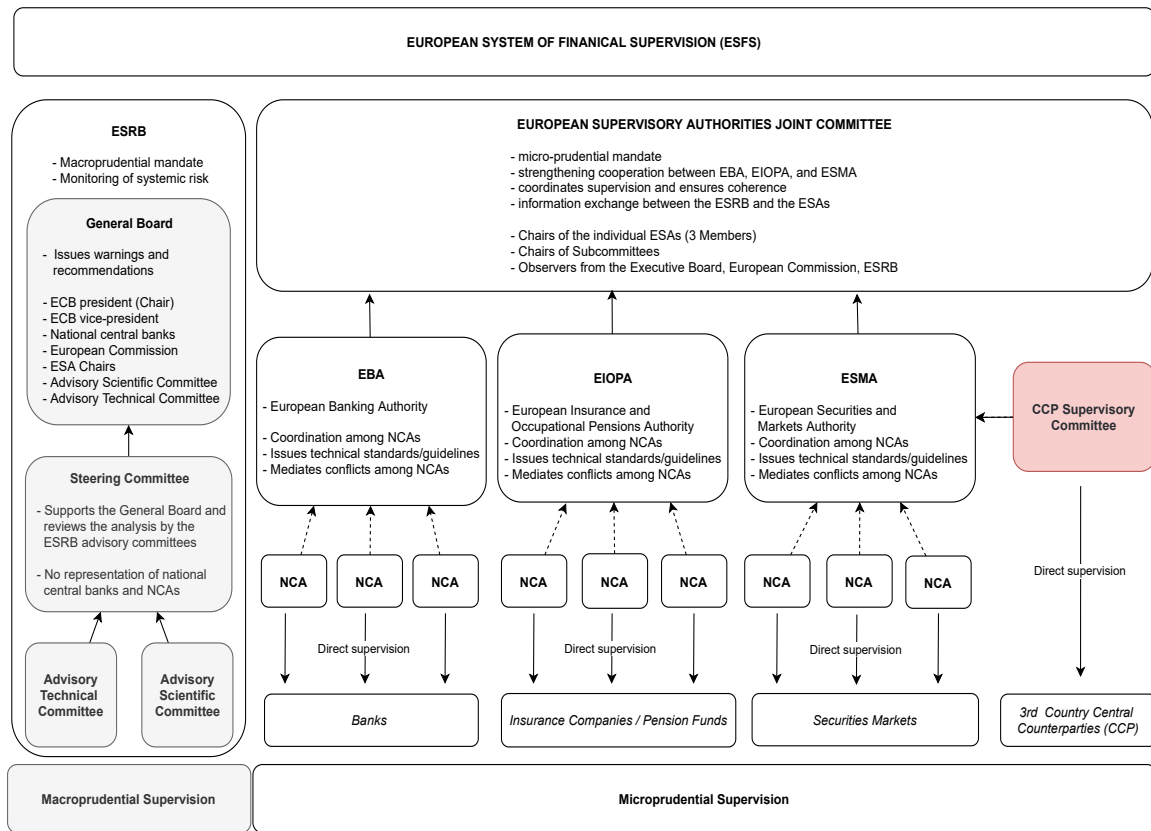 EUROPEAN SYSTEM OF FINANICAL SUPERVISION (ESFS)
ESRB
- Macroprudential mandate
- Monitoring of systemic risk
General Board
- Issues warnings and
recommendations
- ECB president (Chair)
- ECB vice-president
- National central banks
- European Commission
- ESA Chairs
- Advisory Scientific Committee
- Advisory Technical Committee
Steering Committee
- Supports the General Board and
reviews the analysis by the
ESRB advisory committees
- No representation of national
central banks and NCAs
Advisory
Technical
Committee
Advisory
Scientific
Committee
EUROPEAN SUPERVISORY AUTHORITIES JOINT COMMITTEE
- micro-prudential mandate
- strengthening cooperation between EBA, EIOPA, and ESMA
- coordinates supervision and ensures coherence
- information exchange between the ESRB and the ESAs
- Chairs of the individual ESAs (3 Members)
- Chairs of Subcommittees
- Observers from the Executive Board, European Commission, ESRB
EBA
- European Banking Authority
- Coordination among NCAs
- Issues technical standards/guidelines
- Mediates conflicts among NCAs
EIOPA
- European Insurance and
Occupational Pensions Authority
- Coordination among NCAs
- Issues technical standards/guidelines
- Mediates conflicts among NCAs
ESMA
- European Securities and
Markets Authority
- Coordination among NCAs
- Issues technical standards/guidelines
- Mediates conflicts among NCAs
CCP Supervisory
Committee
NCA NCA NCA
NCA NCA NCA
NCA NCA NCA
Direct supervision
Direct supervision
Direct supervision
Direct supervision
Banks
Insurance Companies / Pension Funds
Securities Markets
3rd Country Central
Counterparties (CCP)
Macroprudential Supervision
Microprudential Supervision